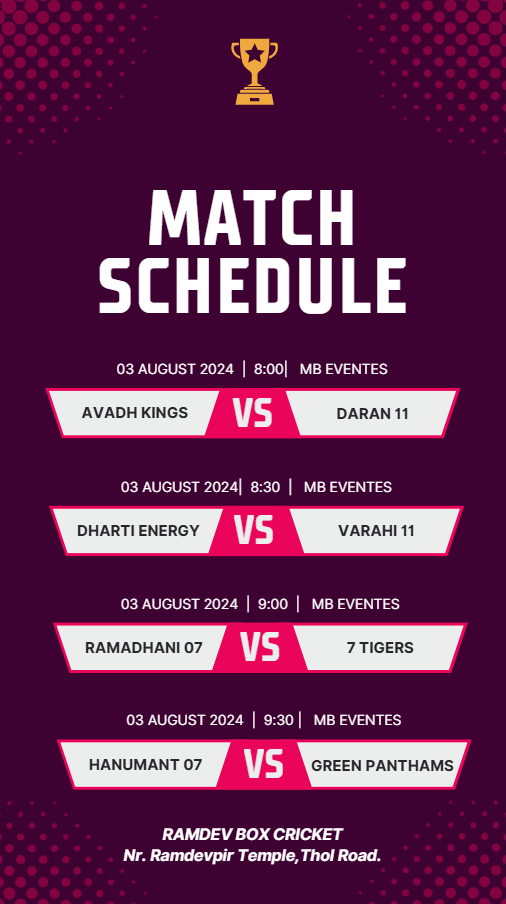 MATCH
SCHEDULE
03 AUGUST 2024 | 8:00| MB EVENTES
AVADH KINGS VS DARAN 11
03 AUGUST 2024| 8:30 | MB EVENTES
DHARTI ENERGY VS VARAHI 11
03 AUGUST 2024 | 9:00 | MB EVENTES
RAMADHANI 07 VS 7 TIGERS
03 AUGUST 2024 | 9:30 | MB EVENTES
HANUMANT 07 VS GREEN PANTHAMS
RAMDEV BOX CRICKET
Nr. Ramdevpir Temple,Thol Road.